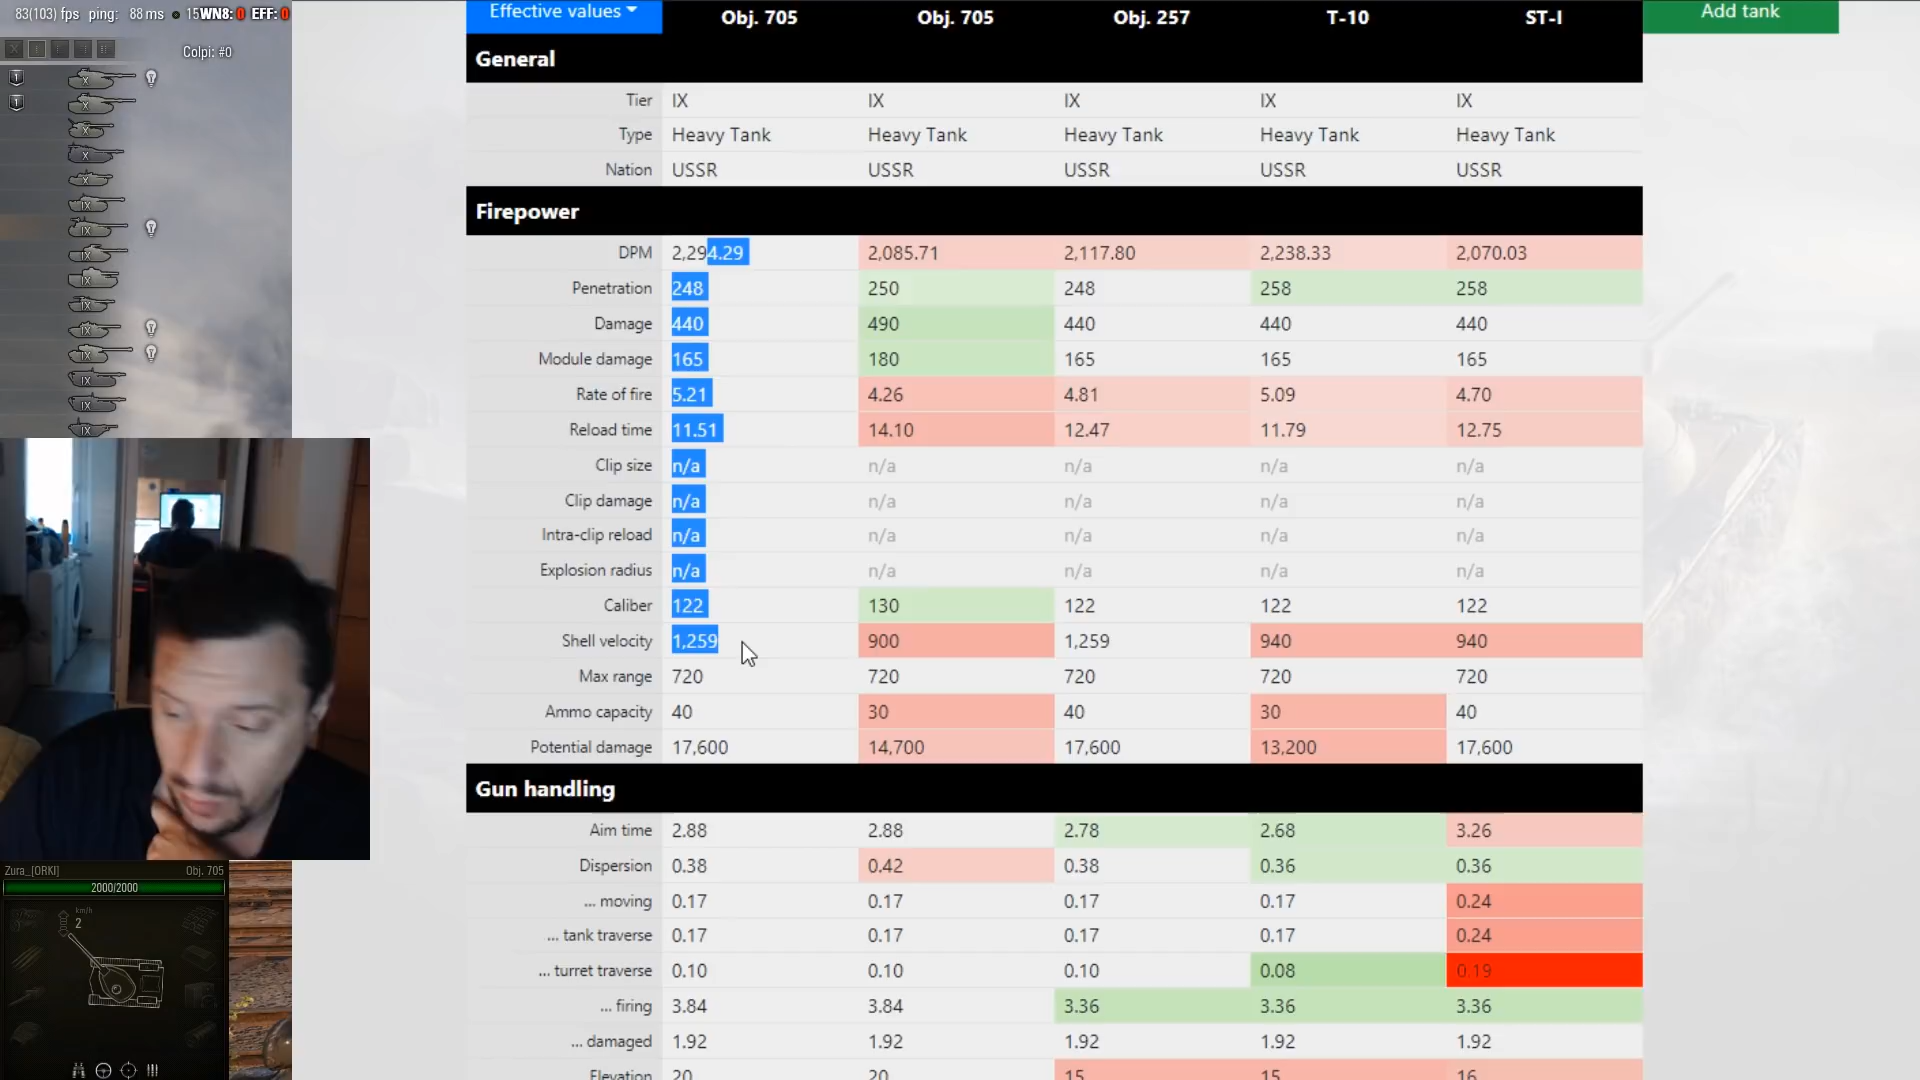 83(103) fps ping: 88 ms 15WN8: 0 EFF: 0
Colpi: #0
X
X
X
X
IX
IX
IX
IX
IX
IX
IX
IX
IX
Effective values Obj. 705 Obj. 705 Obj. 257 T-10 ST-I Add tank
General
Tier IX IX IX IX IX
Type Heavy Tank Heavy Tank Heavy Tank Heavy Tank Heavy Tank
Nation USSR USSR USSR USSR USSR
Firepower
DPM 2,294.29 2,085.71 2,117.80 2,238.33 2,070.03
Penetration 248 250 248 258 258
Damage 440 490 440 440 440
Module damage 165 180 165 165 165
Rate of fire 5.21 4.26 4.81 5.09 4.70
Reload time 11.51 14.10 12.47 11.79 12.75
Clip size n/a n/a n/a n/a n/a
Clip damage n/a n/a n/a n/a n/a
Intra-clip reload n/a n/a n/a n/a n/a
Explosion radius n/a n/a n/a n/a n/a
Caliber 122 130 122 122 122
Shell velocity 1,259 900 1,259 940 940
Max range 720 720 720 720 720
Ammo capacity 40 30 40 30 40
Potential damage 17,600 14,700 17,600 13,200 17,600
Gun handling
Aim time 2.88 2.88 2.78 2.68 3.26
Dispersion 0.38 0.42 0.38 0.36 0.36
... moving 0.17 0.17 0.17 0.17 0.24
... tank traverse 0.17 0.17 0.17 0.17 0.24
... turret traverse 0.10 0.10 0.10 0.08 0.19
... firing 3.84 3.84 3.36 3.36 3.36
... damaged 1.92 1.92 1.92 1.92 1.92
Elevation 20 20 15 15 16
Zura_[ORKI] Obj. 705
2000/2000
km/h
2